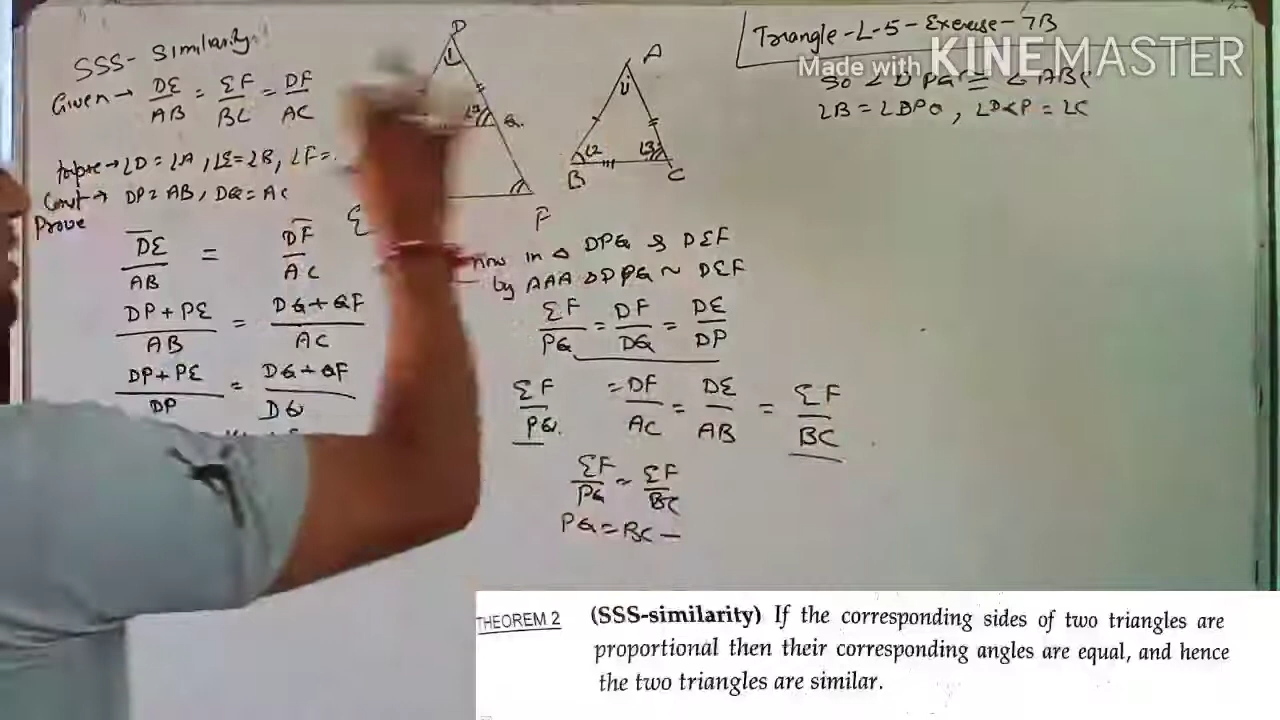 SSS - Similarity
Given → DE/AB = EF/BC = DF/AC
to prove → ∠D = ∠A, ∠E = ∠B, ∠F =
Const → DP = AB, DQ = AC
Prove
DE/AB = DF/AC
DP + PE/AB = DQ + QF/AC
DP + PE/DP = DQ + QF/DQ
D
Q
E
F
A
B
C
∠2
∠3
now in Δ DPQ & DEF
by AAA Δ DPQ ~ DEF
EF/PQ = DF/DQ = DE/DP
EF/PQ = DF/AC = DE/AB = EF/BC
EF/PQ = EF/BC
PQ = BC -
Triangle - L - 5 - Exercise - 7B
Made with KINEMASTER
So ∠DPQ ≅ ABC
∠B = ∠DPQ, = ∠C
THEOREM 2 (SSS-similarity) If the corresponding sides of two triangles are
proportional then their corresponding angles are equal, and hence
the two triangles are similar.